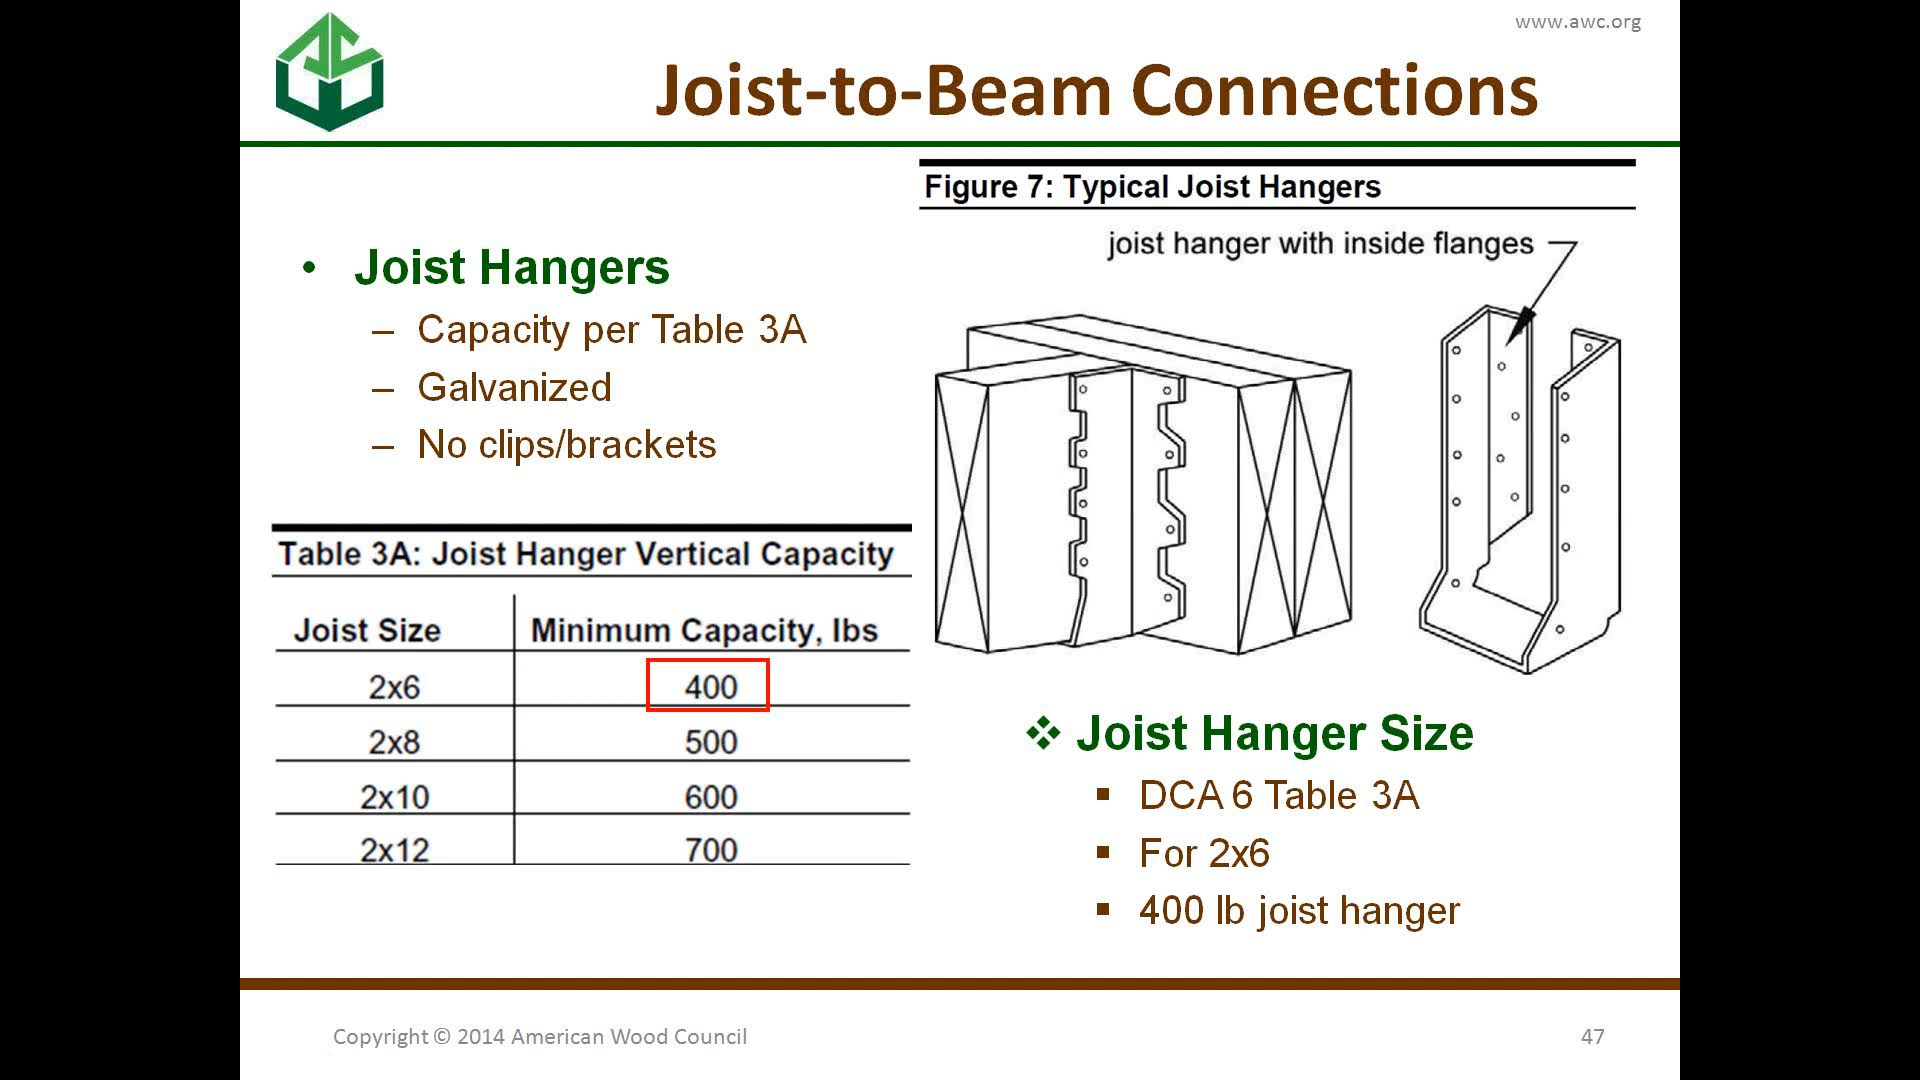 www.awc.org
Joist-to-Beam Connections
• Joist Hangers
– Capacity per Table 3A
– Galvanized
– No clips/brackets
Table 3A: Joist Hanger Vertical Capacity
Joist Size Minimum Capacity, lbs
2x6 400
2x8 500
2x10 600
2x12 700
Figure 7: Typical Joist Hangers
joist hanger with inside flanges
❖ Joist Hanger Size
▪ DCA 6 Table 3A
▪ For 2x6
▪ 400 lb joist hanger
Copyright © 2014 American Wood Council
47